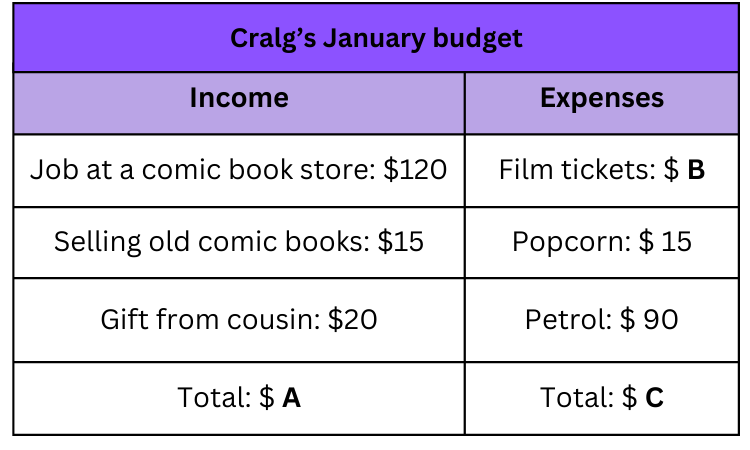 Cralg's January budget
Income
Expenses
Job at a comic book store: $120
Film tickets: $ B
Selling old comic books: $15
Popcorn: $ 15
Gift from cousin: $20
Petrol: $ 90
Total: $ A
Total: $ C